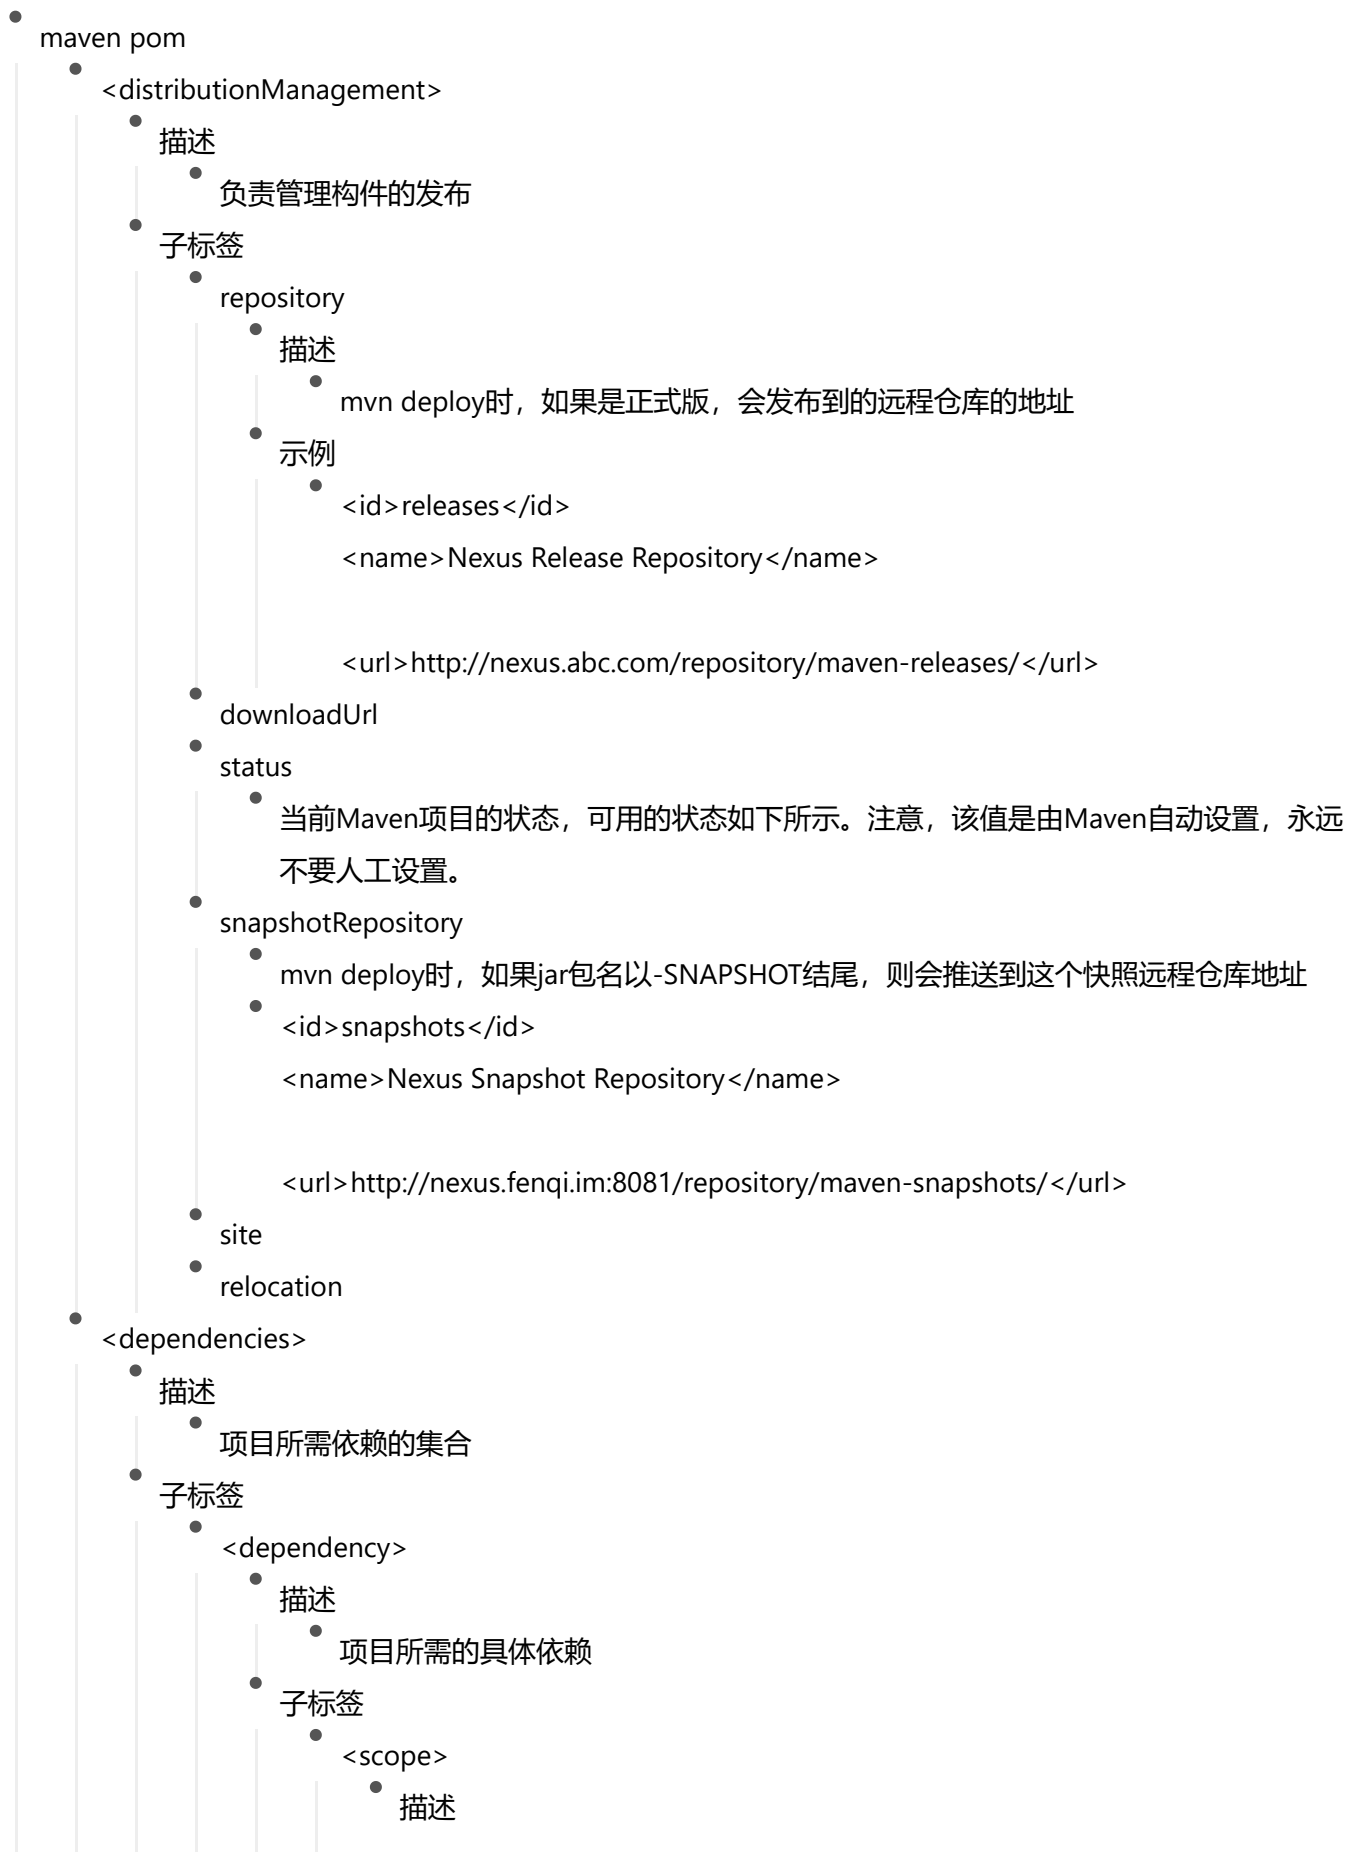 maven pom
<distributionManagement>
描述
负责管理构件的发布
子标签
repository
描述
mvn deploy时，如果是正式版，会发布到的远程仓库的地址
示例
<id>releases</id>
<name>Nexus Release Repository</name>
<url>http://nexus.abc.com/repository/maven-releases/</url>
downloadUrl
status
当前Maven项目的状态，可用的状态如下所示。注意，该值是由Maven自动设置，永远
不要人工设置。
snapshotRepository
mvn deploy时，如果jar包名以-SNAPSHOT结尾，则会推送到这个快照远程仓库地址
<id>snapshots</id>
<name>Nexus Snapshot Repository</name>
<url>http://nexus.fenqi.im:8081/repository/maven-snapshots/</url>
site
relocation
<dependencies>
描述
项目所需依赖的集合
子标签
<dependency>
描述
项目所需的具体依赖
子标签
<scope>
描述